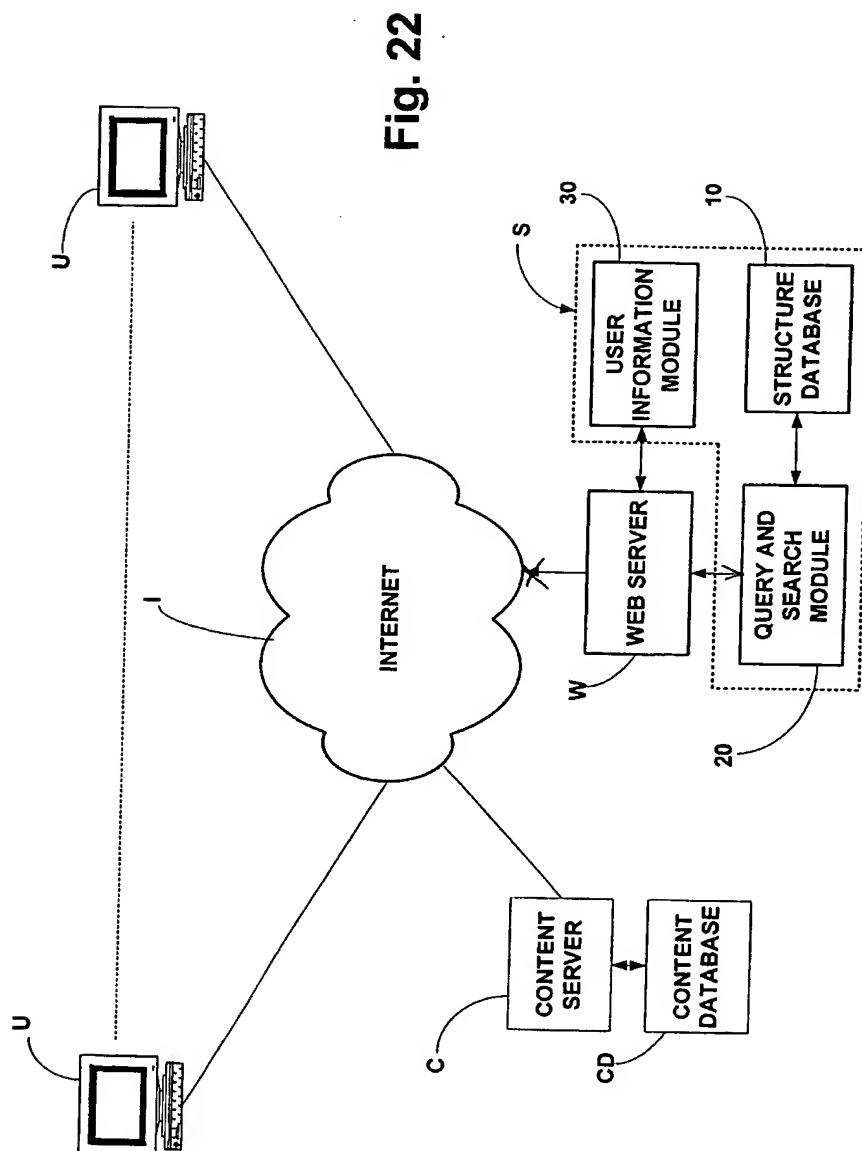 Fig. 22
U
U
I
INTERNET
S
30
10
USER
INFORMATION
MODULE
STRUCTURE
DATABASE
WEB SERVER
W
QUERY AND
SEARCH
MODULE
20
CONTENT
SERVER
C
CONTENT
DATABASE
CD